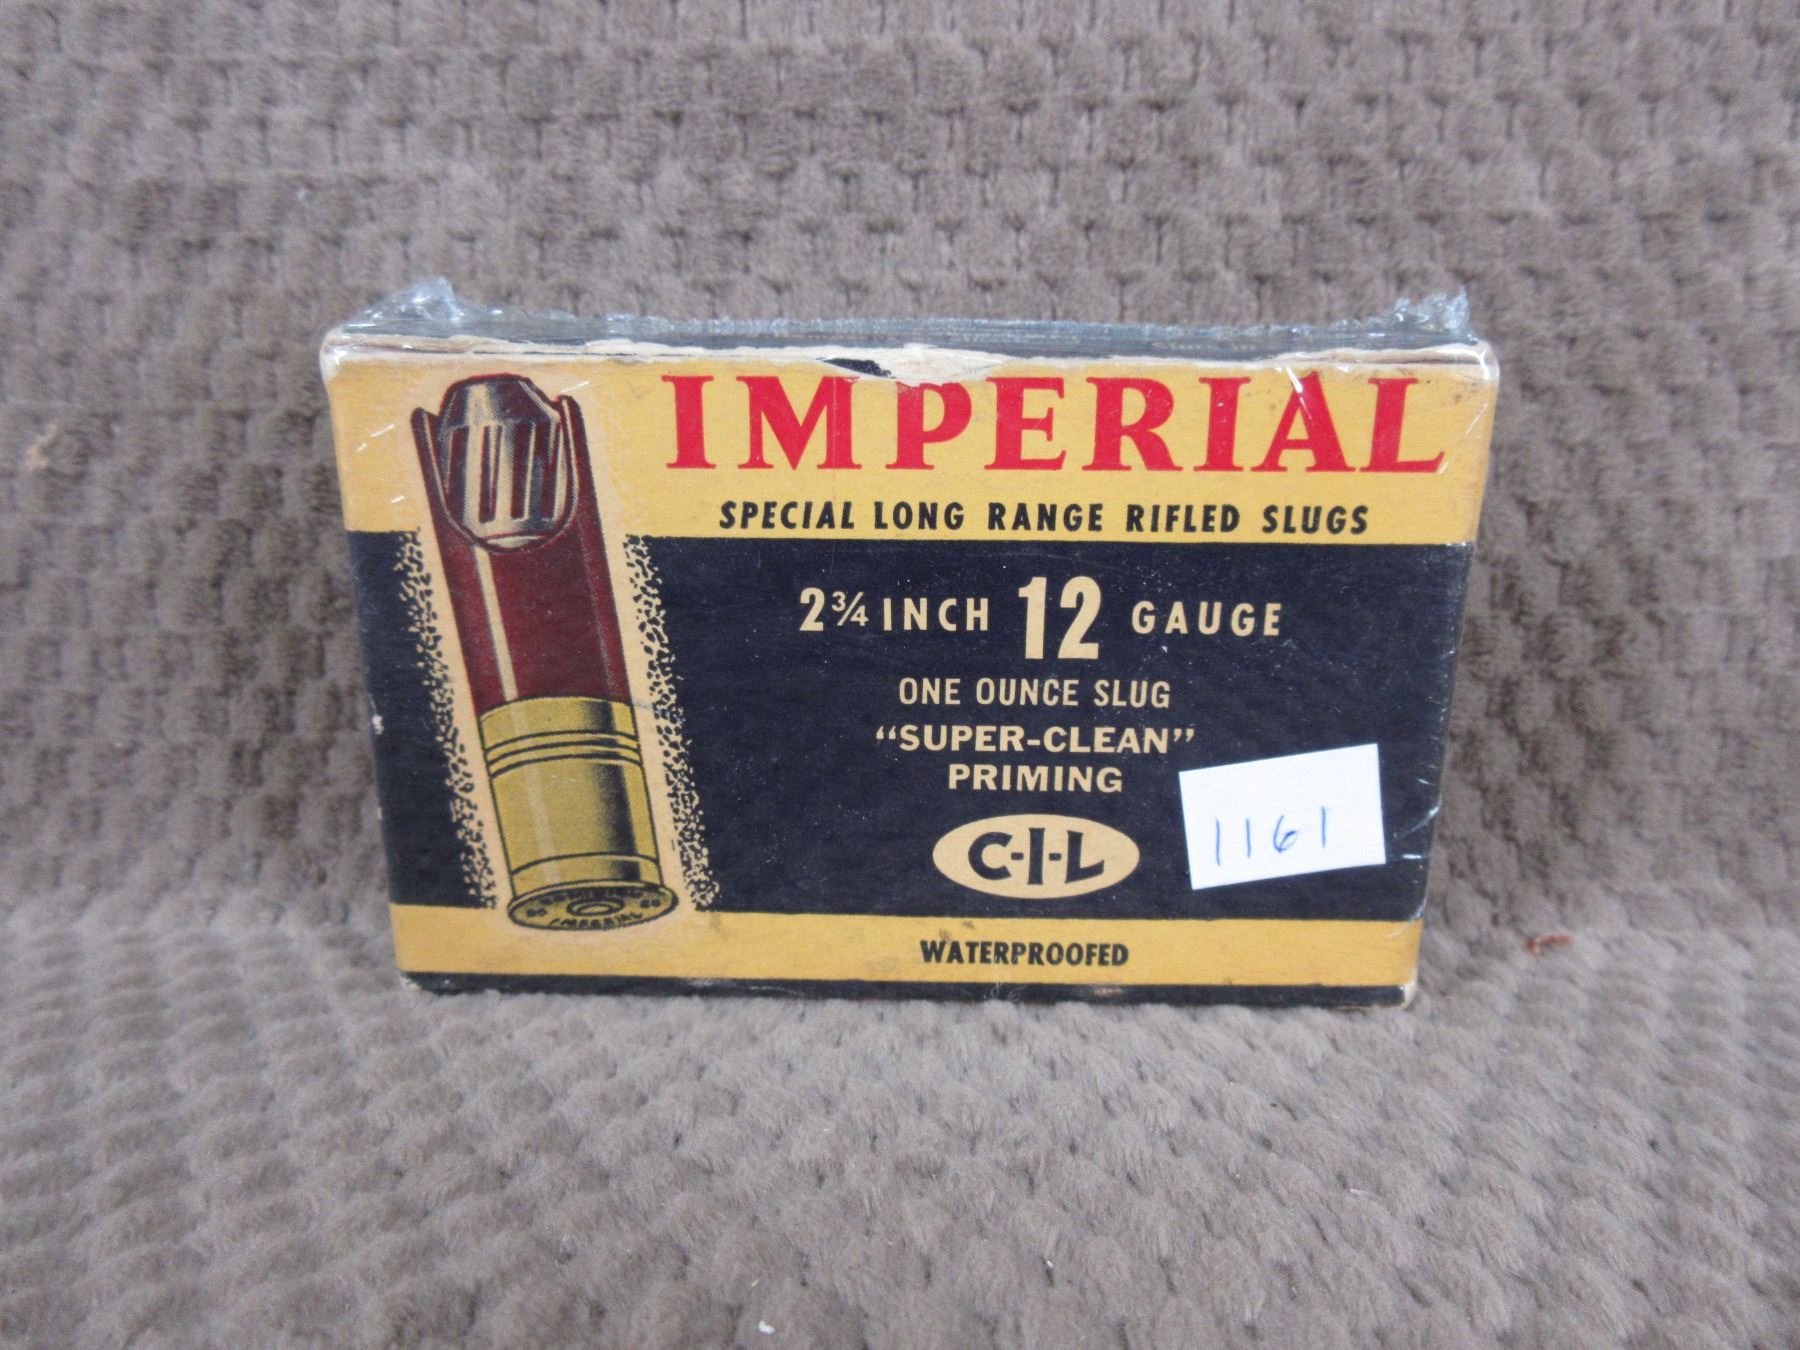 IMPERIAL
SPECIAL LONG RANGE RIFLED SLUGS
2¾ INCH 12 GAUGE
ONE OUNCE SLUG
“SUPER-CLEAN”
PRIMING
C-I-L
1161
IMPERIAL
WATERPROOFED